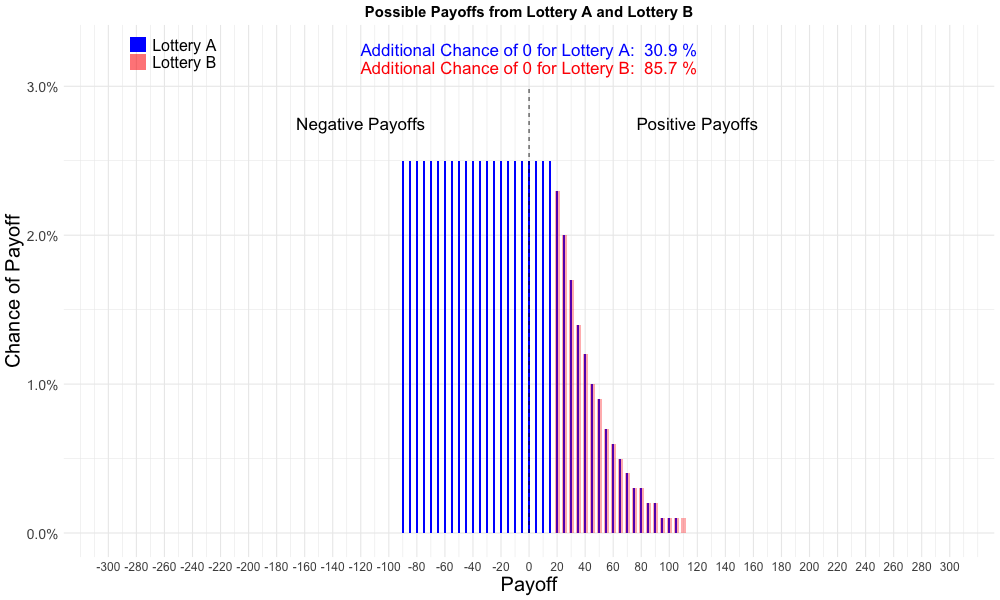 Possible Payoffs from Lottery A and Lottery B
Lottery A
Lottery B
Additional Chance of 0 for Lottery A:  30.9 %
Additional Chance of 0 for Lottery B:  85.7 %
Negative Payoffs
Positive Payoffs
Chance of Payoff
3.0%
2.0%
1.0%
0.0%
-300 -280 -260 -240 -220 -200 -180 -160 -140 -120 -100 -80 -60 -40 -20 0 20 40 60 80 100 120 140 160 180 200 220 240 260 280 300
Payoff